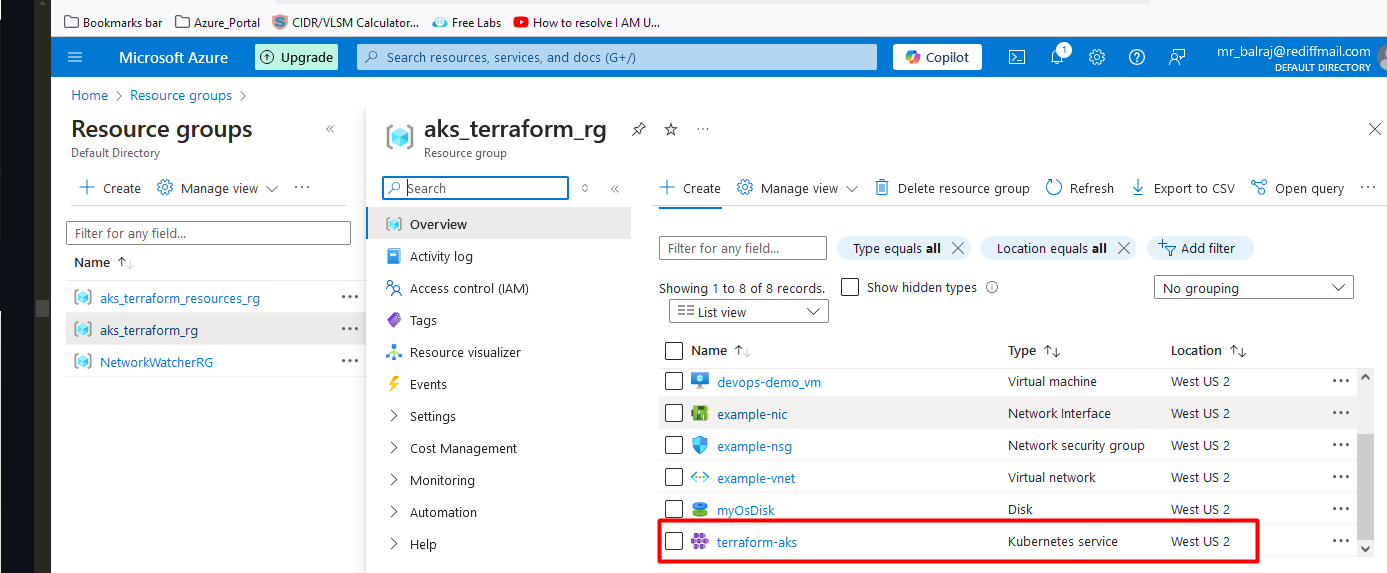 Bookmarks bar Azure_Portal CIDR/VLSM Calculator... Free Labs How to resolve I AM U...
Microsoft Azure Upgrade Search resources, services, and docs (G+/) Copilot 1 mr_balraj@rediffmail.com
DEFAULT DIRECTORY
Home > Resource groups >
Resource groups
Default Directory
Create Manage view ...
Filter for any field...
Name
aks_terraform_resources_rg ...
aks_terraform_rg ...
NetworkWatcherRG ...
aks_terraform_rg ...
Resource group
Search
Overview
Activity log
Access control (IAM)
Tags
Resource visualizer
Events
Settings
Cost Management
Monitoring
Automation
Help
Create Manage view Delete resource group Refresh Export to CSV Open query ...
Filter for any field... Type equals all Location equals all Add filter
Showing 1 to 8 of 8 records. Show hidden types No grouping
List view
Name Type Location
devops-demo_vm Virtual machine West US 2 ...
example-nic Network Interface West US 2 ...
example-nsg Network security group West US 2 ...
example-vnet Virtual network West US 2 ...
myOsDisk Disk West US 2 ...
terraform-aks Kubernetes service West US 2 ...